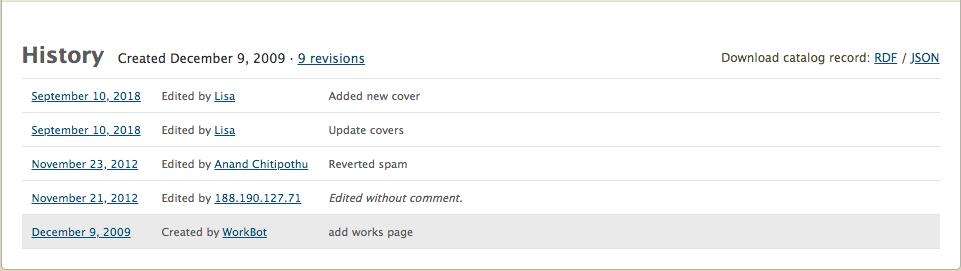 History Created December 9, 2009 · 9 revisions Download catalog record: RDF / JSON
September 10, 2018 Edited by Lisa Added new cover
September 10, 2018 Edited by Lisa Update covers
November 23, 2012 Edited by Anand Chitipothu Reverted spam
November 21, 2012 Edited by 188.190.127.71 Edited without comment.
December 9, 2009 Created by WorkBot add works page